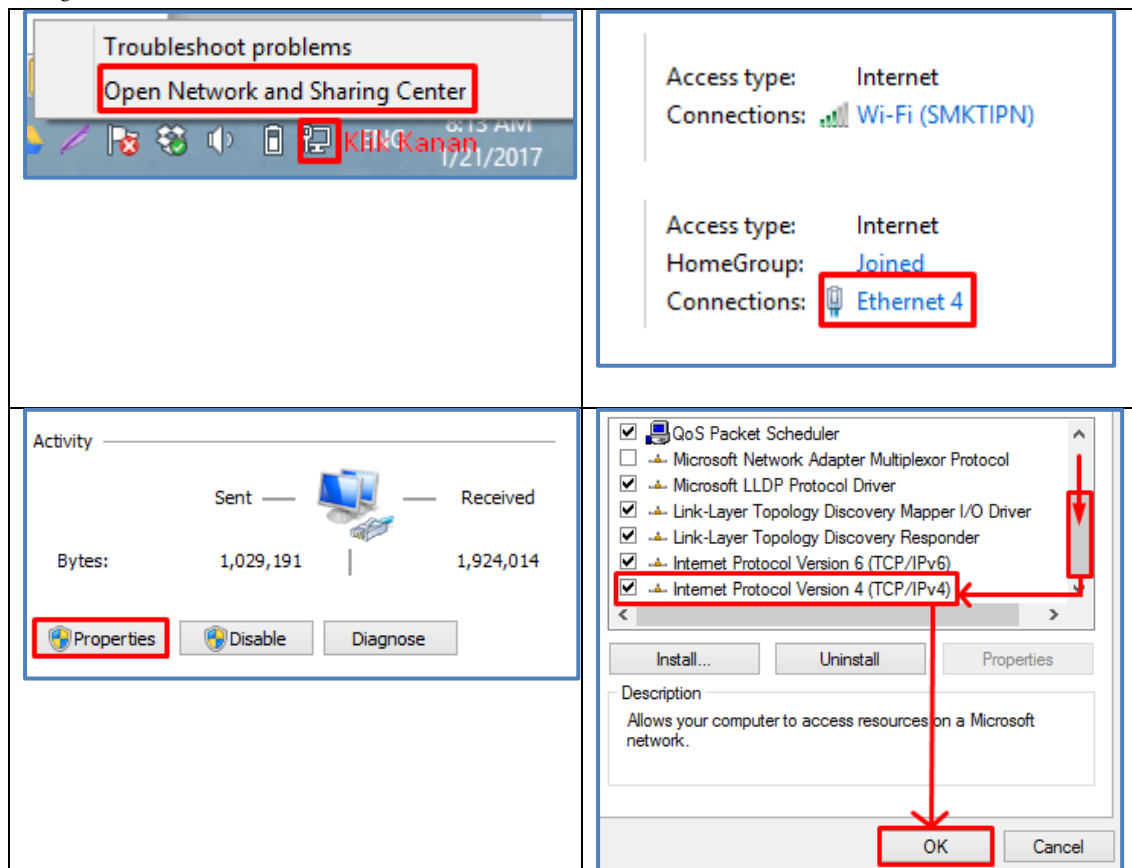 Troubleshoot problems
Open Network and Sharing Center
Klik Kanan
8:13 AM
1/21/2017
Access type: Internet
Connections: Wi-Fi (SMKTIPN)
Access type: Internet
HomeGroup: Joined
Connections: Ethernet 4
Activity
Sent Received
Bytes: 1,029,191 1,924,014
Properties Disable Diagnose
QoS Packet Scheduler
Microsoft Network Adapter Multiplexor Protocol
Microsoft LLDP Protocol Driver
Link-Layer Topology Discovery Mapper I/O Driver
Link-Layer Topology Discovery Responder
Internet Protocol Version 6 (TCP/IPv6)
Internet Protocol Version 4 (TCP/IPv4)
Install... Uninstall Properties
Description
Allows your computer to access resources on a Microsoft
network.
OK Cancel